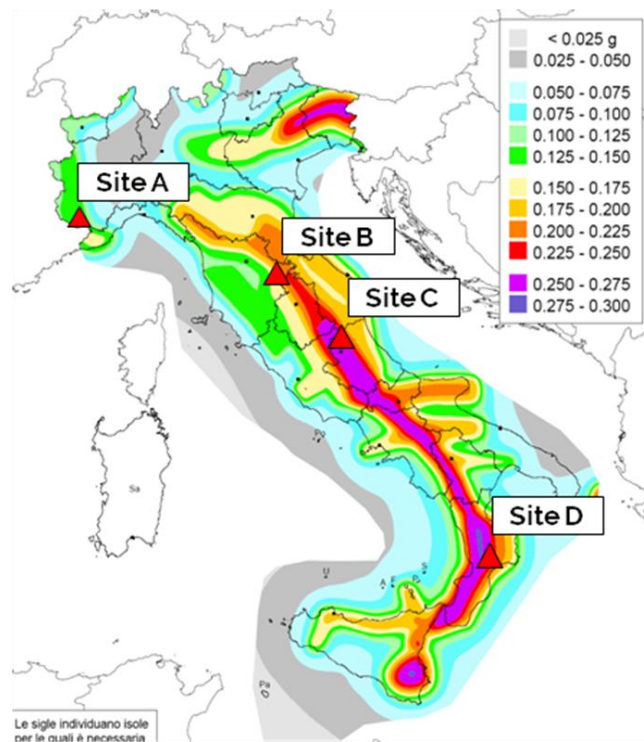 < 0.025 g
0.025 - 0.050
0.050 - 0.075
0.075 - 0.100
0.100 - 0.125
0.125 - 0.150
0.150 - 0.175
0.175 - 0.200
0.200 - 0.225
0.225 - 0.250
0.250 - 0.275
0.275 - 0.300
Site A
Site B
Site C
Site D
Sa
U
A
F
S
Pa
Le sigle individuano isole
per le quali è necessaria